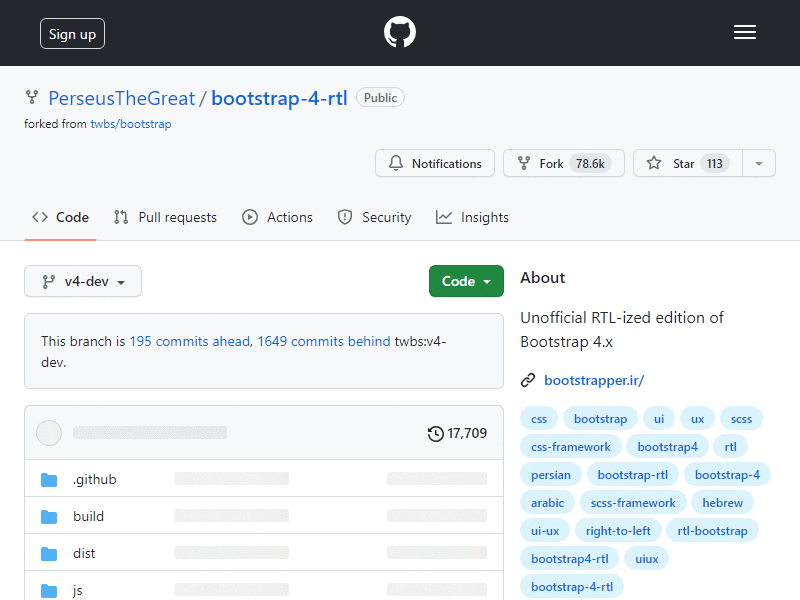 Sign up
PerseusTheGreat / bootstrap-4-rtl Public
forked from twbs/bootstrap
Notifications Fork 78.6k Star 113
Code Pull requests Actions Security Insights
v4-dev Code
This branch is 195 commits ahead, 1649 commits behind twbs:v4-
dev.
17,709
.github
build
dist
js
About
Unofficial RTL-ized edition of
Bootstrap 4.x
bootstrapper.ir/
css bootstrap ui ux scss
css-framework bootstrap4 rtl
persian bootstrap-rtl bootstrap-4
arabic scss-framework hebrew
ui-ux right-to-left rtl-bootstrap
bootstrap4-rtl uiux
bootstrap-4-rtl